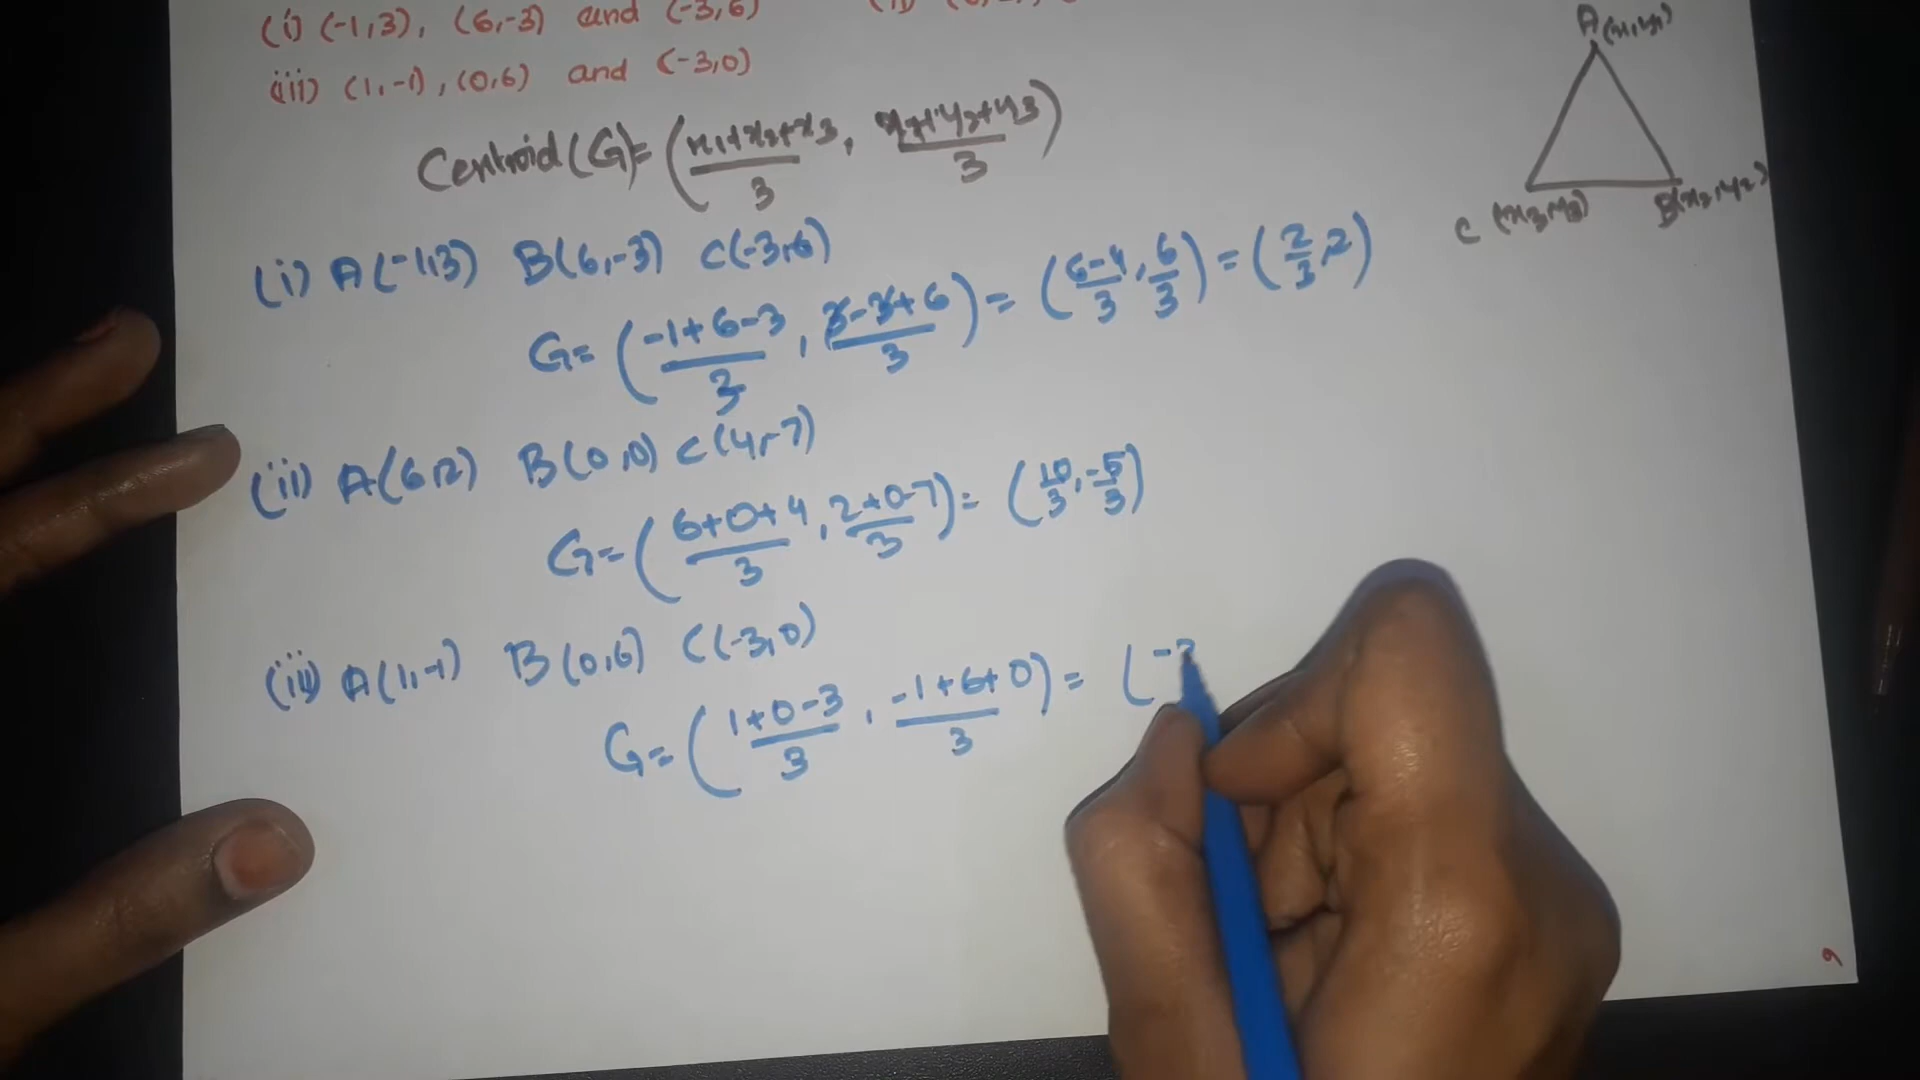 (i) (-1,3), (6,-3) and (-3,6)
(iii) (1,-1), (0,6) and (-3,0)
A(x1,y1)
B(x2,y2)
C (x3,y3)
Centroid(G)= (x1+x2+x3/3, y1+y2+y3/3)
(i) A(-1,3) B(6,-3) C(-3,6)
G= (-1+6-3/3, 3-3+6/3) = (6-4/3, 6/3) = (2/3, 2)
(ii) A(6,2) B(0,0) C(4,-7)
G= (6+0+4/3, 2+0-7/3) = (10/3, -5/3)
(iii) A(1,-1) B(0,6) C(-3,0)
G= (1+0-3/3, -1+6+0/3) = (-2
9